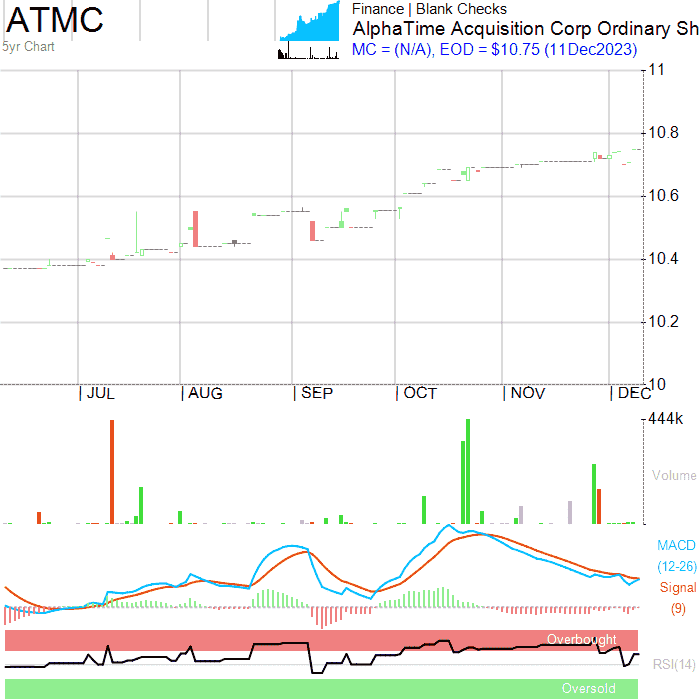 ATMC
5yr Chart
Finance | Blank Checks
AlphaTime Acquisition Corp Ordinary Sh
MC = (N/A), EOD = $10.75 (11Dec2023)
11
10.8
10.6
10.4
10.2
10
| JUL | AUG | SEP | OCT | NOV | DEC
444k
Volume
MACD
(12-26)
Signal
(9)
Overbought
RSI(14)
Oversold